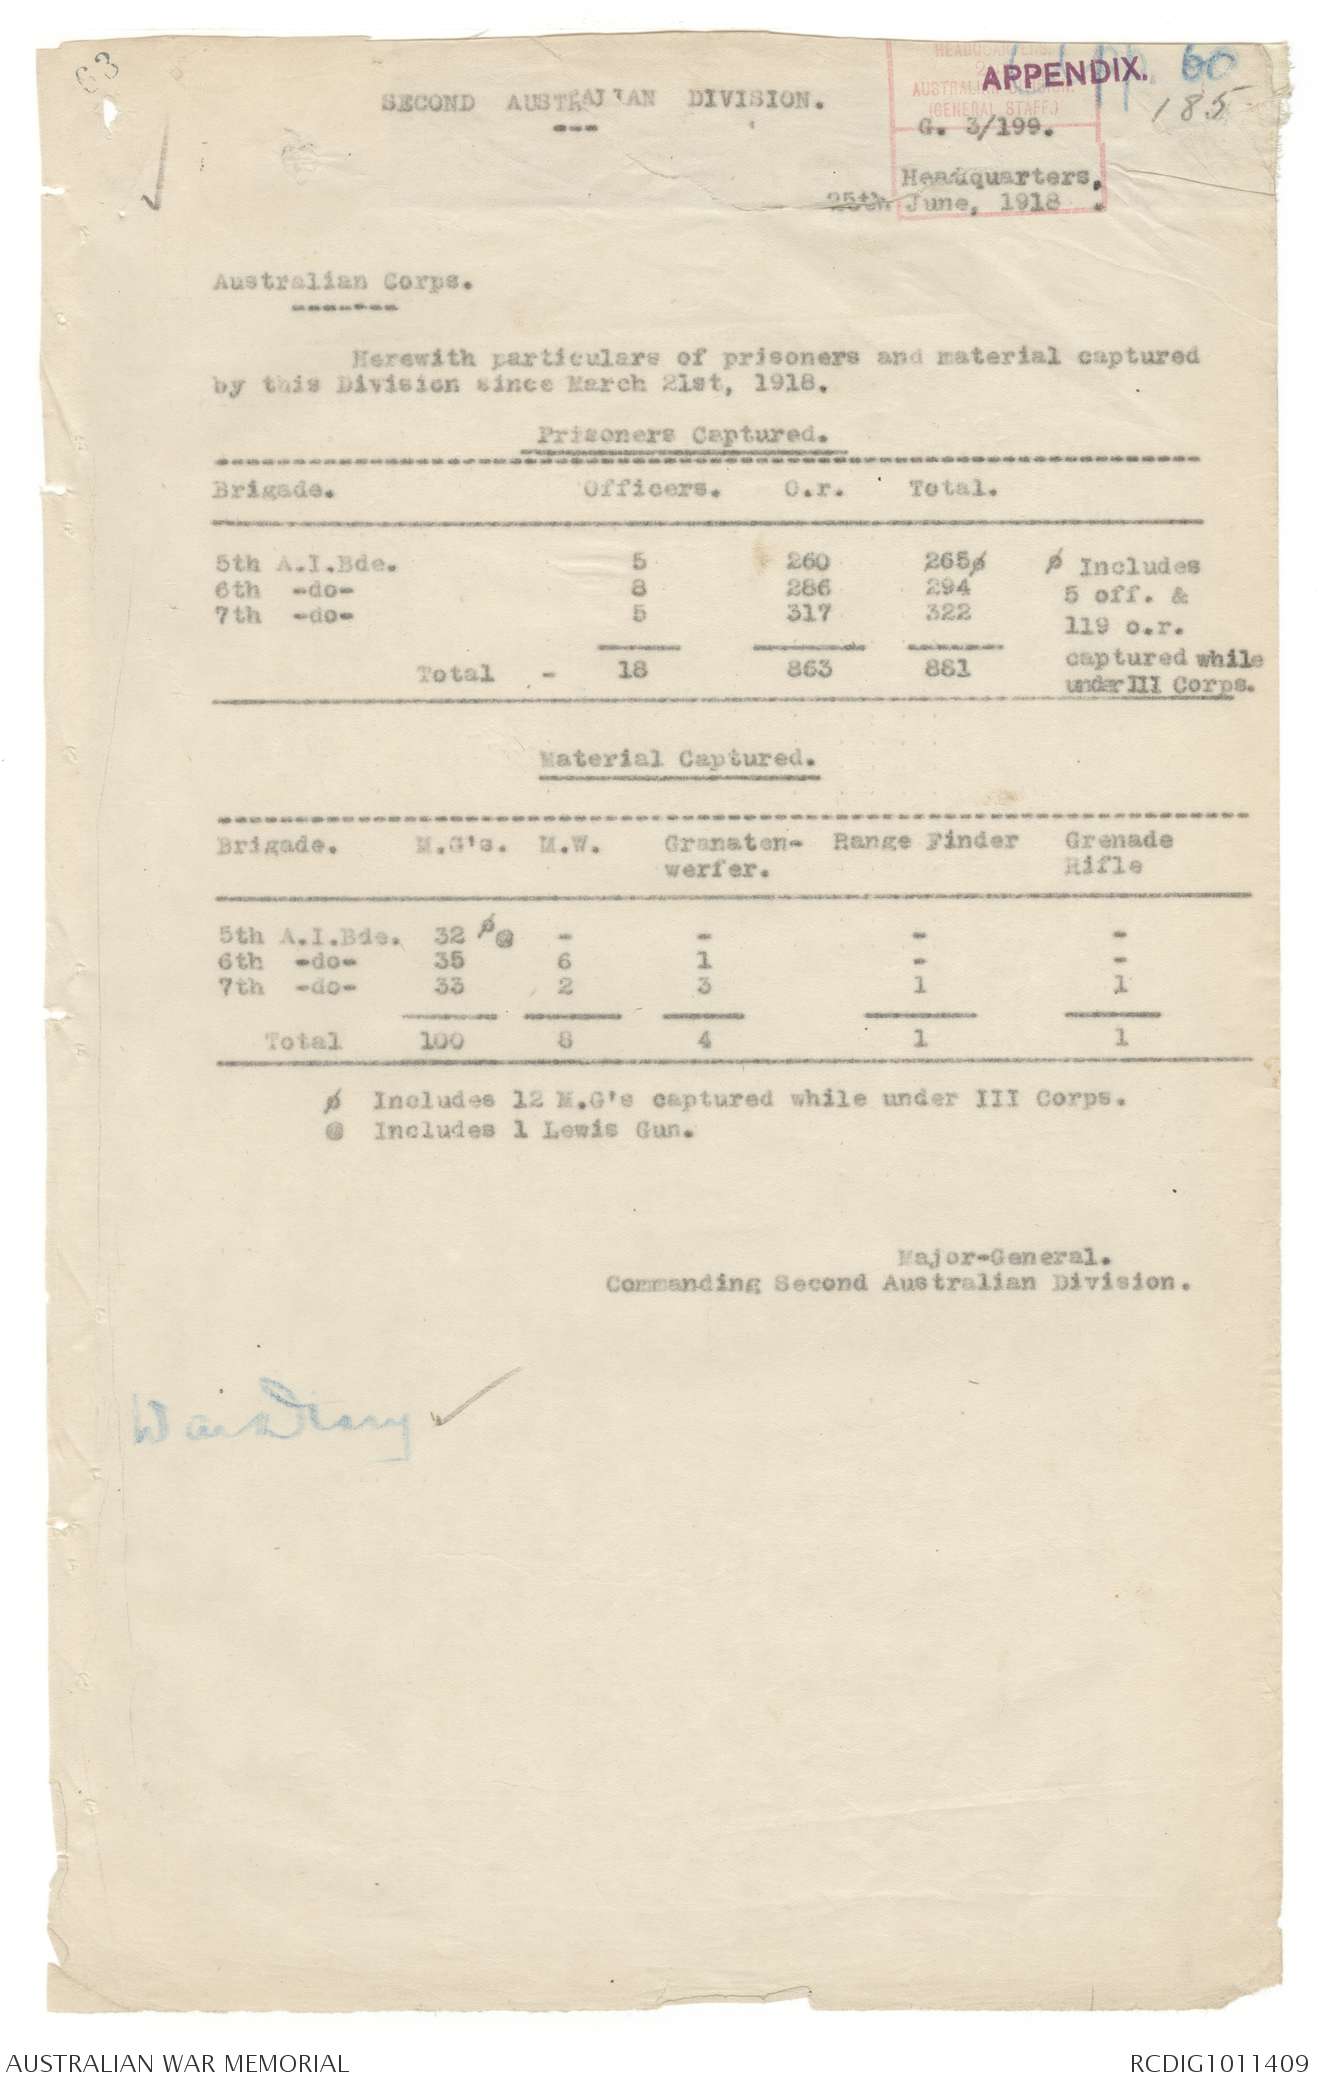 63
SECOND AUSTRALIAN DIVISION.
HEADQUARTERS
AUSTRALIAN DIVISION.
(GENERAL STAFF.)
APPENDIX.
App. 60
185
G. 3/199.
Headquarters,
25th June, 1918.
Australian Corps.
Herewith particulars of prisoners and material captured
by this Division since March 21st, 1918.
Prisoners Captured.
Brigade. Officers. O.r. Total.
5th A.I.Bde. 5 260 265ø ø Includes
6th -do- 8 286 294 5 off. &
7th -do- 5 317 322 119 o.r.
Total - 18 863 881 captured while
under III Corps.
Material Captured.
Brigade. M.G's. M.W. Granaten- Range Finder Grenade
werfer. Rifle
5th A.I.Bde. 32 ø@ - - - -
6th -do- 35 6 1 - -
7th -do- 33 2 3 1 1
Total 100 8 4 1 1
ø Includes 12 M.G's captured while under III Corps.
@ Includes 1 Lewis Gun.
Major-General.
Commanding Second Australian Division.
War Diary
AUSTRALIAN WAR MEMORIAL
RCDIG1011409